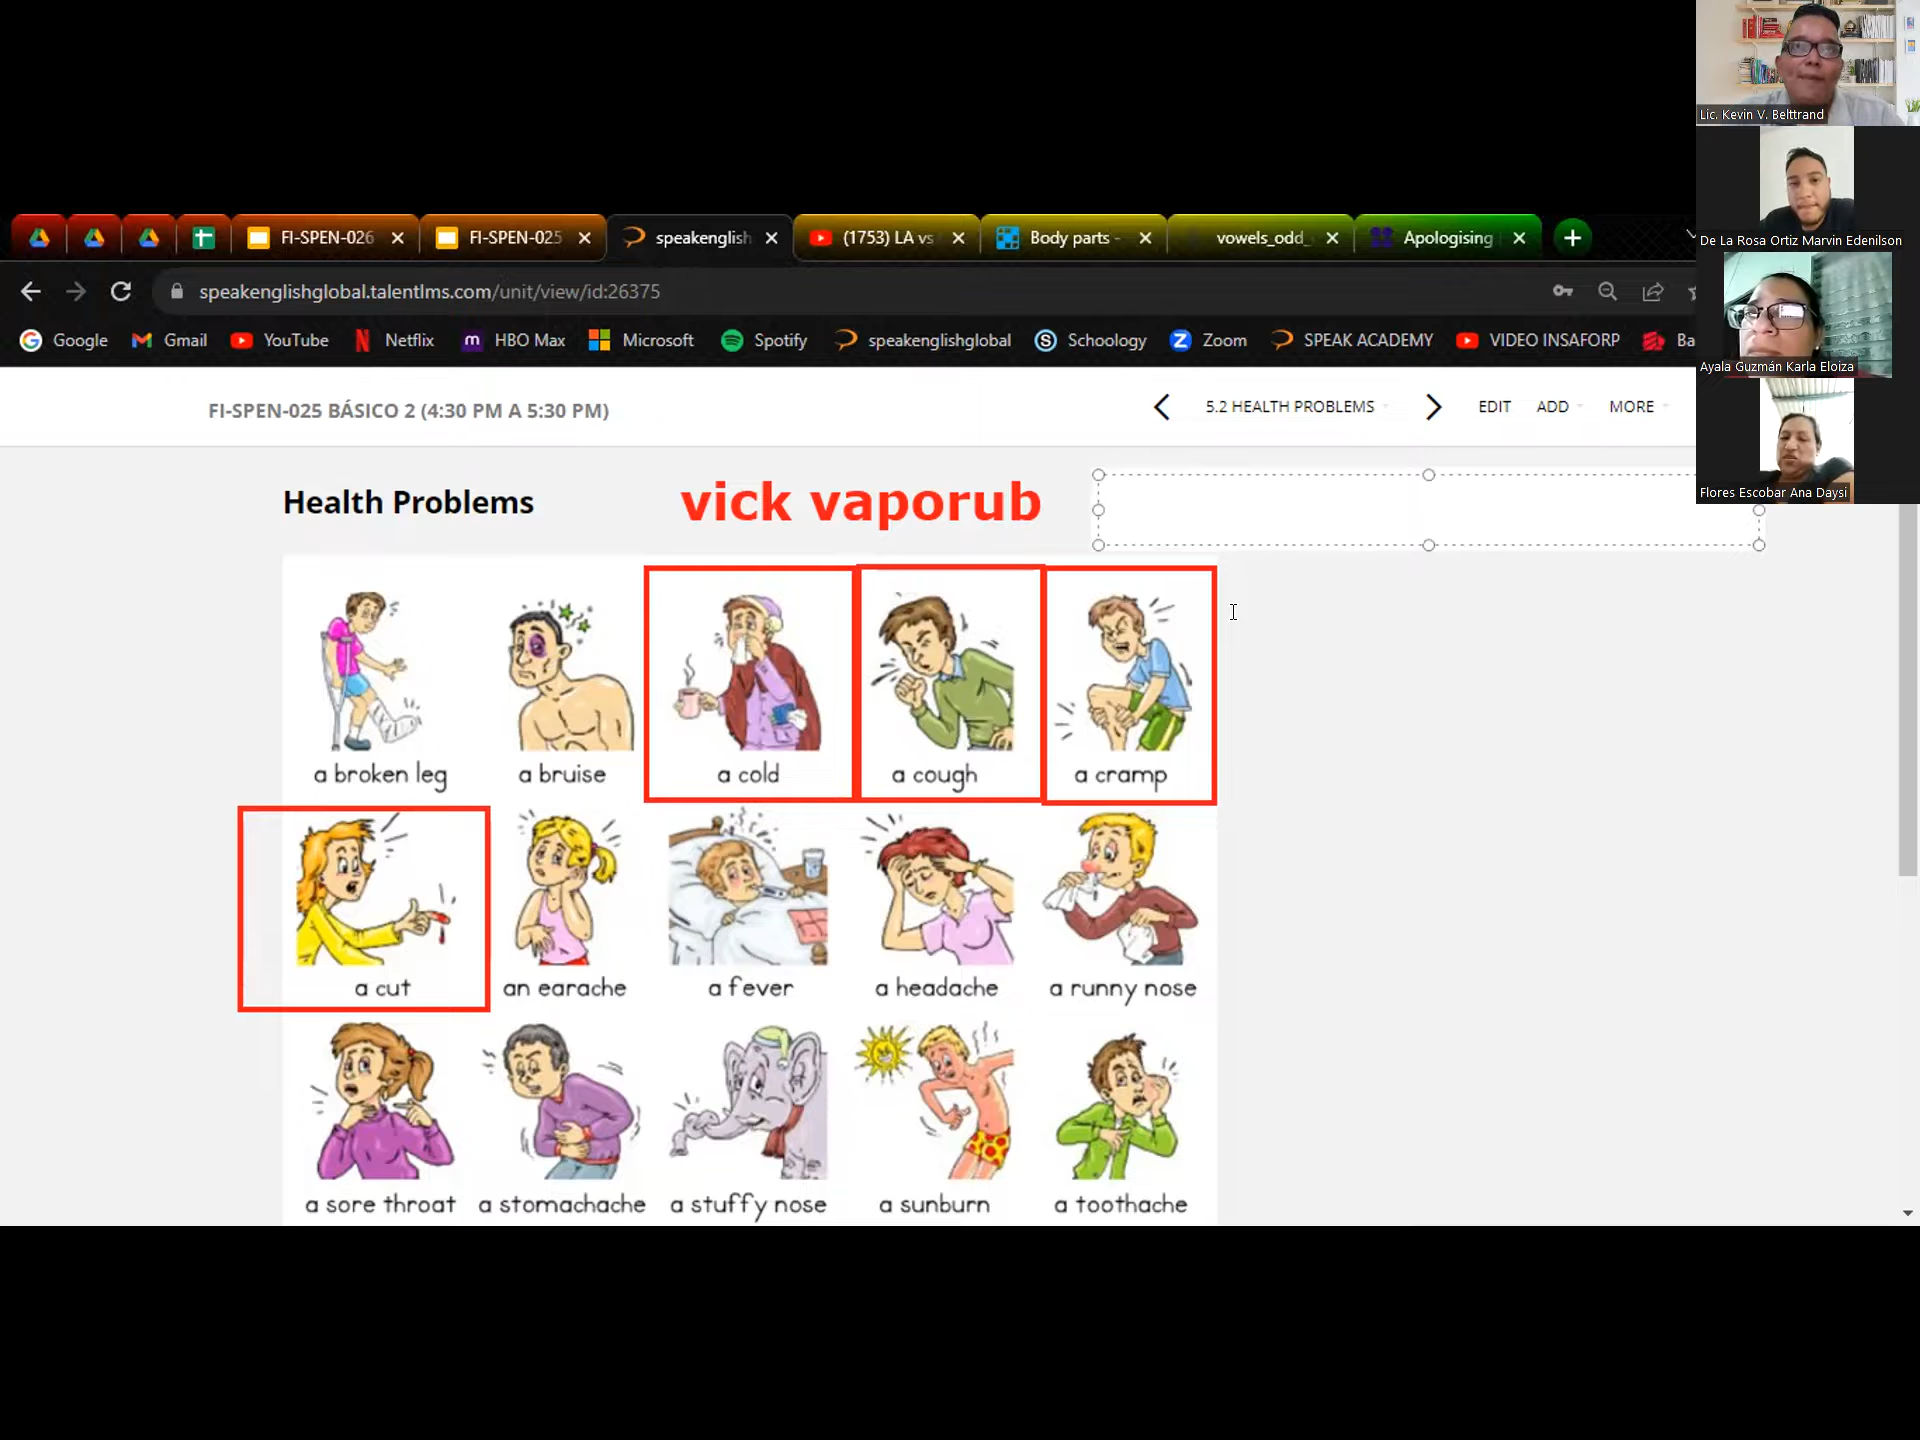 Lic. Kevin V. Belttrand
De La Rosa Ortiz Marvin Edenilson
Ayala Guzmán Karla Eloiza
Flores Escobar Ana Daysi
FI-SPEN-026 FI-SPEN-025 speakenglish (1753) LA vs Body parts - vowels_odd_ Apologising
speakenglishglobal.talentlms.com/unit/view/id:26375
Google Gmail YouTube Netflix HBO Max Microsoft Spotify speakenglishglobal Schoology Zoom SPEAK ACADEMY VIDEO INSAFORP Ba
FI-SPEN-025 BÁSICO 2 (4:30 PM A 5:30 PM) 5.2 HEALTH PROBLEMS EDIT ADD MORE
Health Problems vick vaporub
a broken leg a bruise a cold a cough a cramp
a cut an earache a fever a headache a runny nose
a sore throat a stomachache a stuffy nose a sunburn a toothache